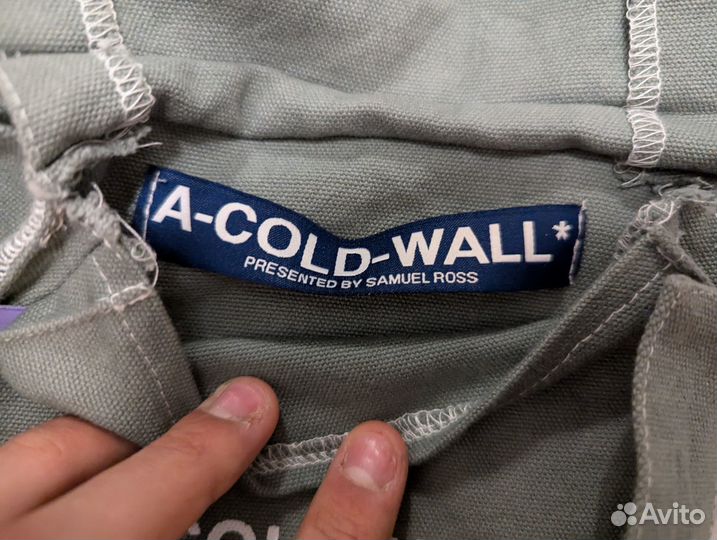 A-COLD-WALL*
PRESENTED BY SAMUEL ROSS
Avito